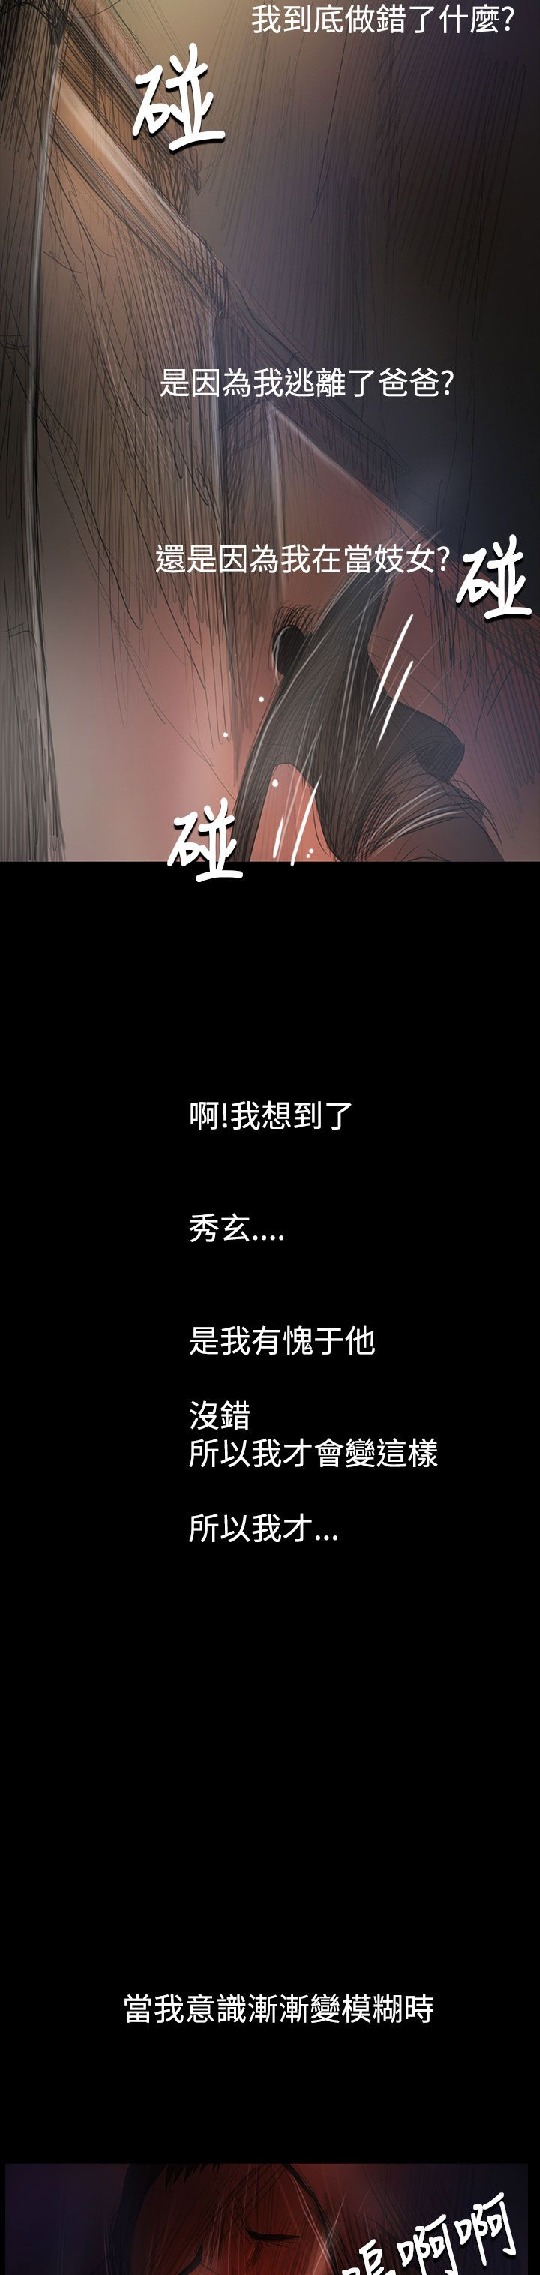 我到底做錯了什麼?
碰
是因為我逃離了爸爸?
還是因為我在當妓女?
碰
碰
啊!我想到了
秀玄....
是我有愧于他
沒錯
所以我才會變這樣
所以我才...
當我意識漸漸變模糊時
嗚啊啊